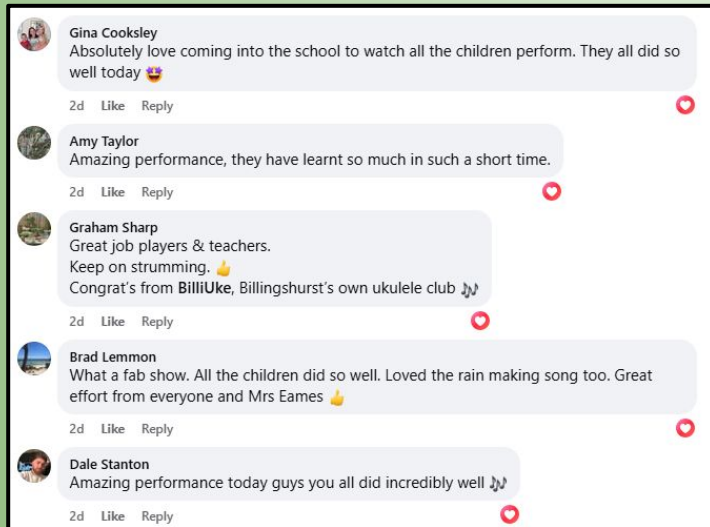 Gina Cooksley
Absolutely love coming into the school to watch all the children perform. They all did so
well today 🤩
2d Like Reply
Amy Taylor
Amazing performance, they have learnt so much in such a short time.
2d Like Reply
Graham Sharp
Great job players & teachers.
Keep on strumming. 👍
Congrat's from BilliUke, Billingshurst's own ukulele club 🎶
2d Like Reply
Brad Lemmon
What a fab show. All the children did so well. Loved the rain making song too. Great
effort from everyone and Mrs Eames 👍
2d Like Reply
Dale Stanton
Amazing performance today guys you all did incredibly well 🎶
2d Like Reply